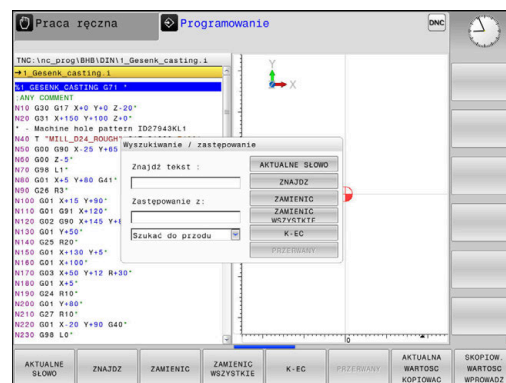 Praca ręczna
Programowanie
DNC
TNC:\nc_prog\BHB\DIN\1_Gesenk_casting.i
→1_Gesenk_casting.i
%1_GESENK_CASTING G71 *
;ANY COMMENT
N10 G30 G17 X+0 Y+0 Z-20*
N20 G31 X+150 Y+100 Z+0*
* - Machine hole pattern ID27943KL1
N40 T "MILL_D24_ROUGH"
N50 G00 G90 X-25 Y+65
N60 G00 Z-5*
N70 G98 L1*
N80 G01 X+5 Y+80 G41*
N90 G26 R3*
N100 G01 X+15 Y+90*
N110 G01 G91 X+120*
N120 G02 G90 X+145 Y+
N130 G01 Y+50*
N140 G25 R20*
N150 G01 X+130 Y+5*
N160 G01 X+100*
N170 G03 X+50 Y+12 R+30*
N180 G01 X+5*
N190 G24 R10*
N200 G01 Y+80*
N210 G27 R10*
N220 G01 X-20 Y+90 G40*
N230 G98 L0*
Y
X
0
Wyszukiwanie / zastępowanie
Znajdź tekst :
Zastępowanie z:
Szukać do przodu
AKTUALNE SŁOWO
ZNAJDZ
ZAMIENIC
ZAMIENIC
WSZYSTKIE
K-EC
PRZERWANY
AKTUALNE
SŁOWO
ZNAJDZ
ZAMIENIC
ZAMIENIC
WSZYSTKIE
K-EC
PRZERWANY
AKTUALNA
WARTOSC
KOPIOWAC
SKOPIOW.
WARTOSC
WPROWADZ